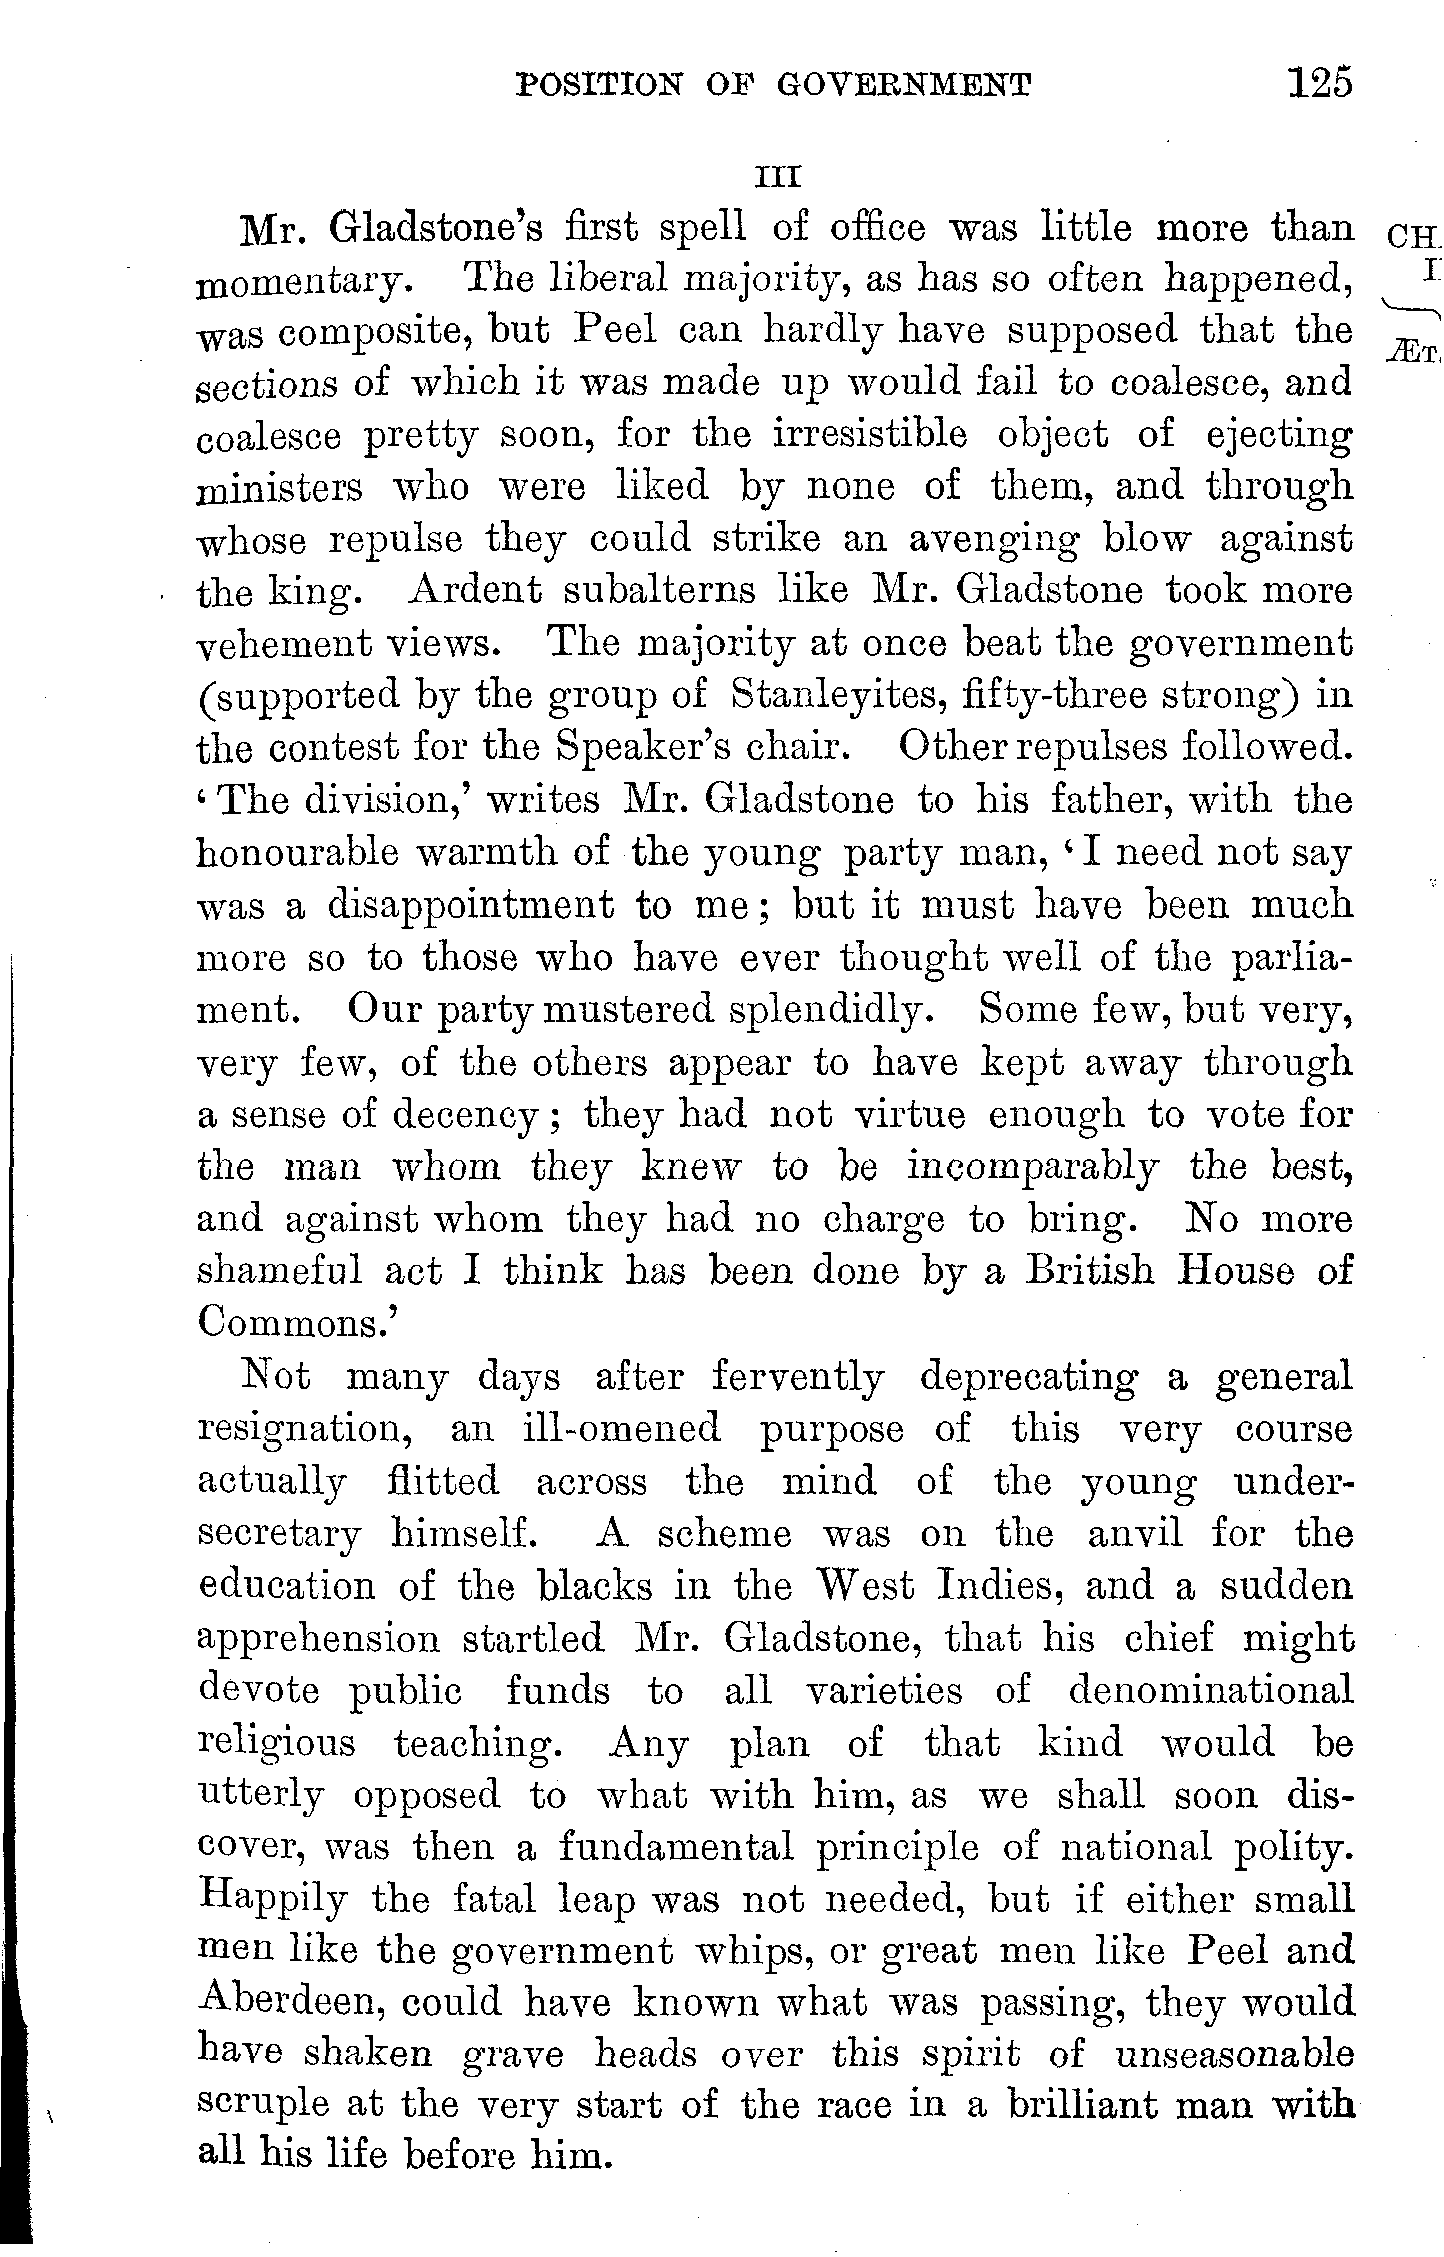 POSITION OF GOVERNMENT 125
III
Mr. Gladstone's first spell of office was little more than
momentary. The liberal majority, as has so often happened,
was composite, but Peel can hardly have supposed that the
sections of which it was made up would fail to coalesce, and
coalesce pretty soon, for the irresistible object of ejecting
ministers who were liked by none of them, and through
whose repulse they could strike an avenging blow against
the king. Ardent subalterns like Mr. Gladstone took more
vehement views. The majority at once beat the government
(supported by the group of Stanleyites, fifty-three strong) in
the contest for the Speaker's chair. Other repulses followed.
‘The division,’ writes Mr. Gladstone to his father, with the
honourable warmth of the young party man, ‘I need not say
was a disappointment to me; but it must have been much
more so to those who have ever thought well of the parlia-
ment. Our party mustered splendidly. Some few, but very,
very few, of the others appear to have kept away through
a sense of decency; they had not virtue enough to vote for
the man whom they knew to be incomparably the best,
and against whom they had no charge to bring. No more
shameful act I think has been done by a British House of
Commons.’
Not many days after fervently deprecating a general
resignation, an ill-omened purpose of this very course
actually flitted across the mind of the young under-
secretary himself. A scheme was on the anvil for the
education of the blacks in the West Indies, and a sudden
apprehension startled Mr. Gladstone, that his chief might
devote public funds to all varieties of denominational
religious teaching. Any plan of that kind would be
utterly opposed to what with him, as we shall soon dis-
cover, was then a fundamental principle of national polity.
Happily the fatal leap was not needed, but if either small
men like the government whips, or great men like Peel and
Aberdeen, could have known what was passing, they would
have shaken grave heads over this spirit of unseasonable
scruple at the very start of the race in a brilliant man with
all his life before him.
CH
ÆT.